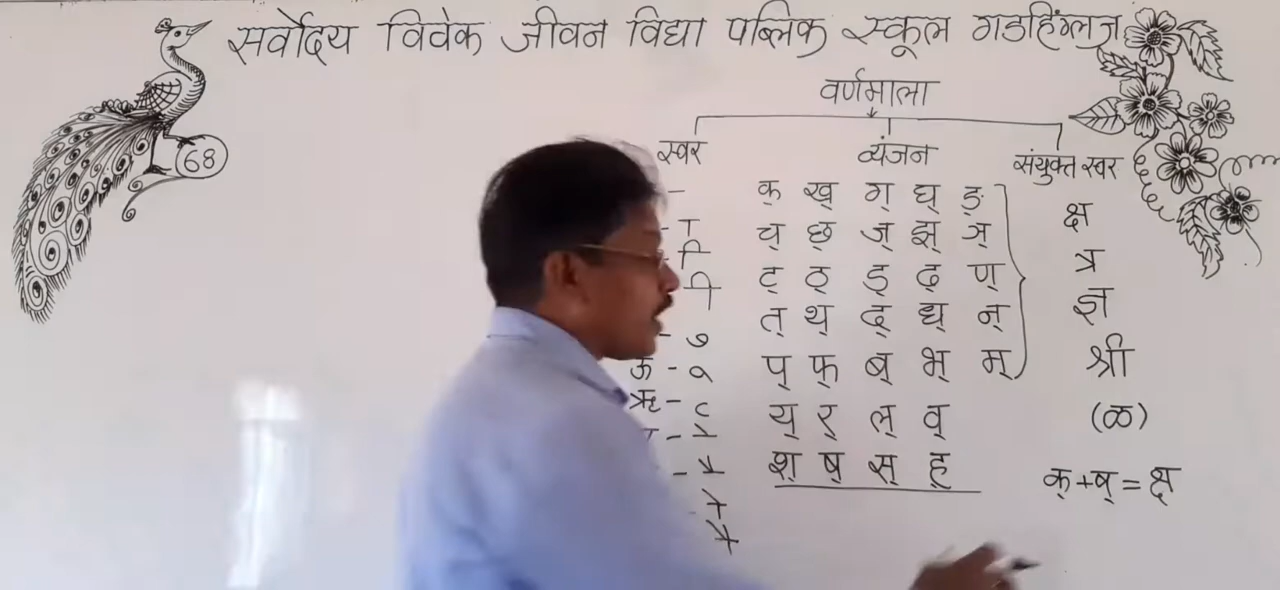 सर्वोदय विवेक जीवन विद्या पब्लिक स्कूल गडहिंग्लज
68
वर्णमाला
स्वर व्यंजन संयुक्त स्वर
क् ख् ग् घ् ङ् क्ष
- ा च् छ् ज् झ् ञ् त्र
ि ट् ठ् ड् ढ् ण्
ी त् थ् द् ध् न् ज्ञ
- ु
ऊ - ू प् फ् ब् भ् म् श्री
ऋ - ृ य् र् ल् व् (ळ)
- े
- ै श् ष् स् ह् क् + ष् = क्ष
ो
ौ